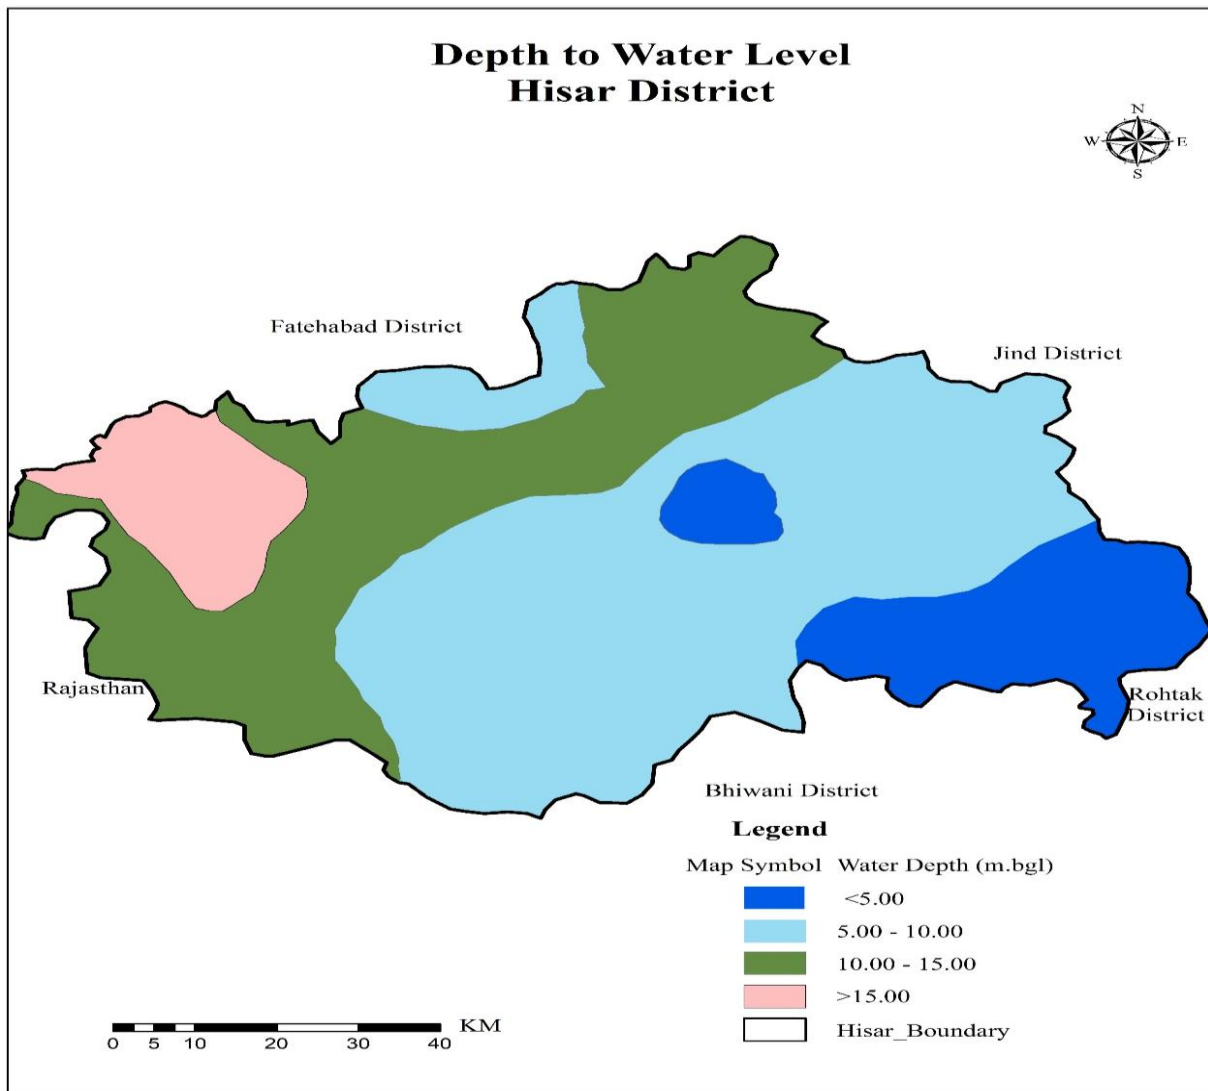 Depth to Water Level
Hisar District
N
W E
S
Fatehabad District
Jind District
Rajasthan
Rohtak
District
Bhiwani District
Legend
Map Symbol Water Depth (m.bgl)
<5.00
5.00 - 10.00
10.00 - 15.00
>15.00
Hisar_Boundary
KM
0 5 10 20 30 40